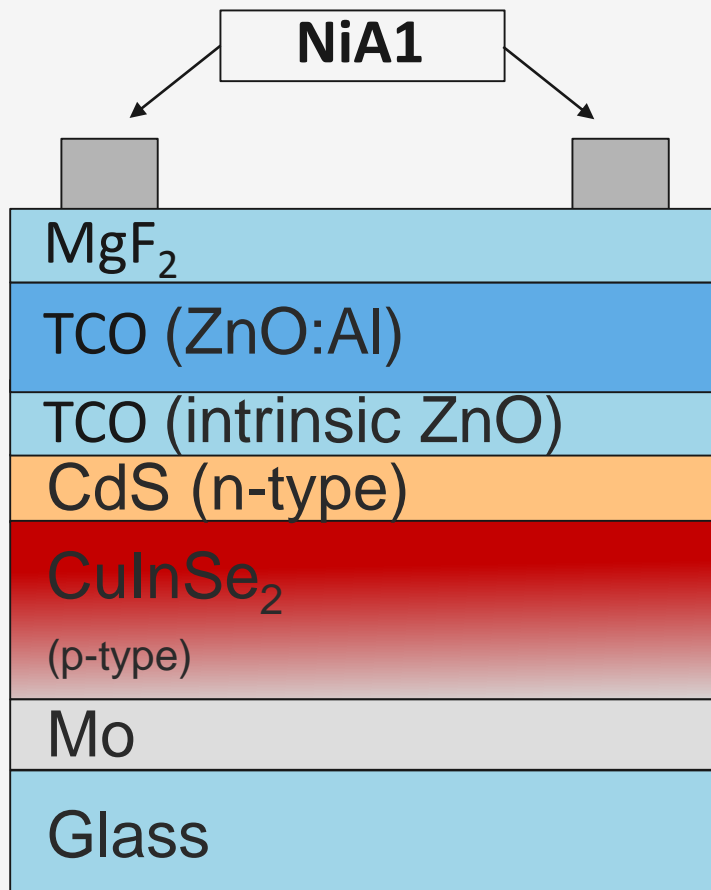 NiA1
MgF₂
TCO (ZnO:Al)
TCO (intrinsic ZnO)
CdS (n-type)
CuInSe₂
(p-type)
Mo
Glass